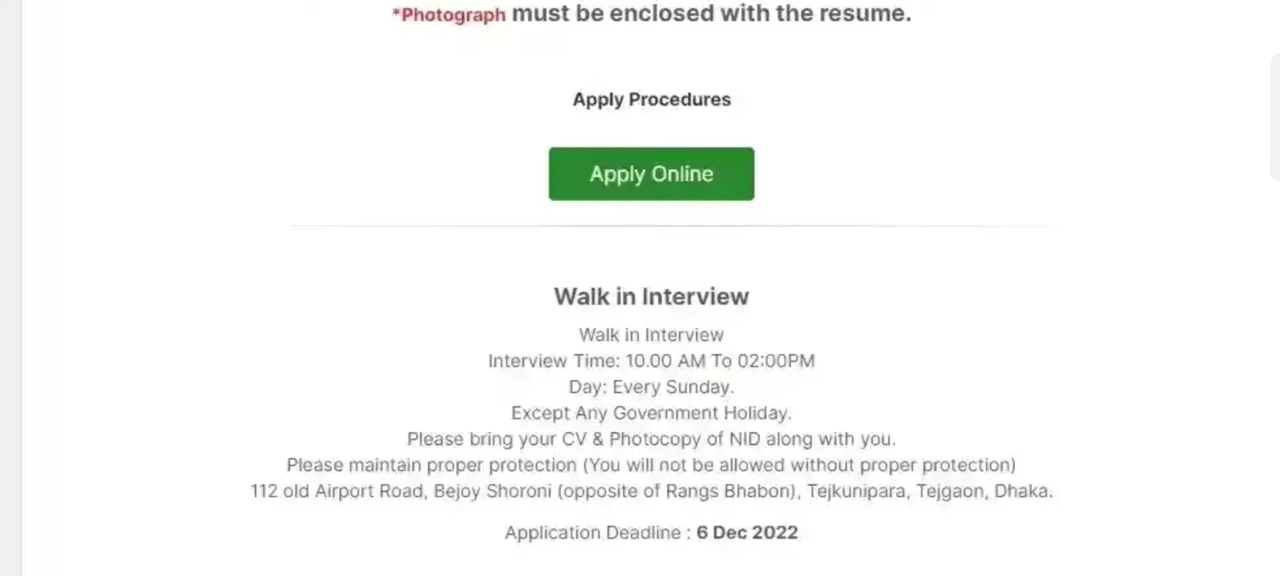 *Photograph must be enclosed with the resume.
Apply Procedures
Apply Online
Walk in Interview
Walk in Interview
Interview Time: 10.00 AM To 02:00PM
Day: Every Sunday.
Except Any Government Holiday.
Please bring your CV & Photocopy of NID along with you.
Please maintain proper protection (You will not be allowed without proper protection)
112 old Airport Road, Bejoy Shoroni (opposite of Rangs Bhabon), Tejkunipara, Tejgaon, Dhaka.
Application Deadline : 6 Dec 2022